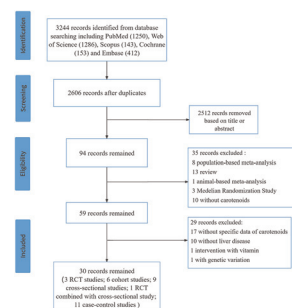 Identification
3244 records identified from database
searching including PubMed (1250), Web
of Science (1286), Scopus (143), Cochrane
(153) and Embase (412)
Screening
2606 records after duplicates
2512 recrds removed
based on title or
abstract
Eligibility
94 records remained
35 records excluded :
8 population-based meta-analysis
13 review
1 animal-based meta-analysis
3 Medelian Randomization Study
10 without carotenoids
59 records remained
Included
29 records excluded:
17 without specific data of carotenoids
10 without liver disease
1 intervention with vitamin
1 with genetic variation
30 records remained
(3 RCT studies; 6 cohort studies; 9
cross-sectional studies; 1 RCT
combined with cross-sectional study;
11 case-control studies )